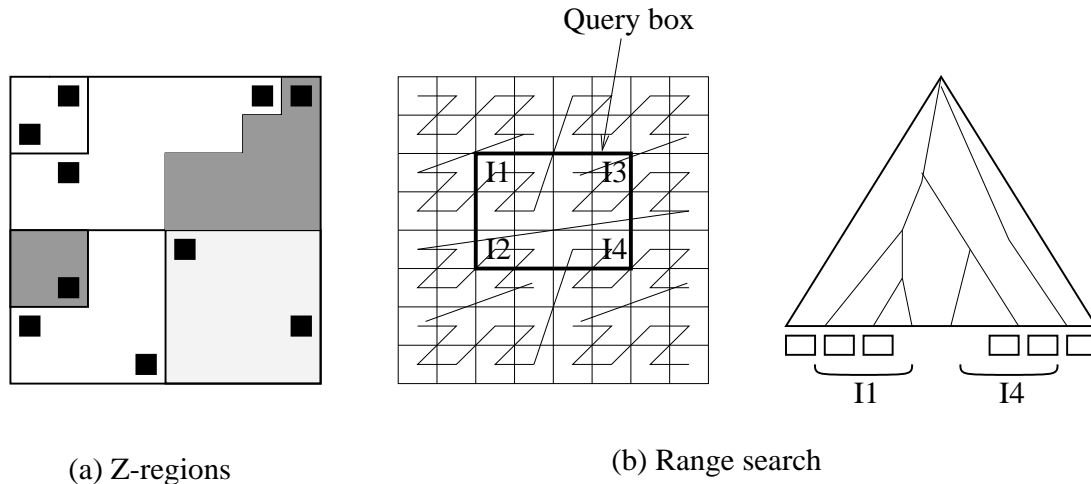 Query box
I1 I3
I2 I4
I1 I4
(a) Z-regions
(b) Range search